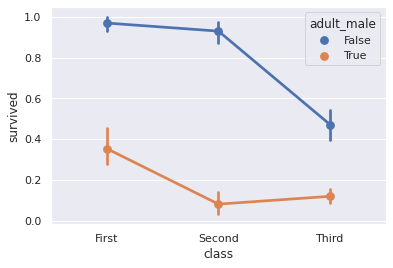 1.0
0.8
0.6
0.4
0.2
0.0
survived
adult_male
False
True
First Second Third
class